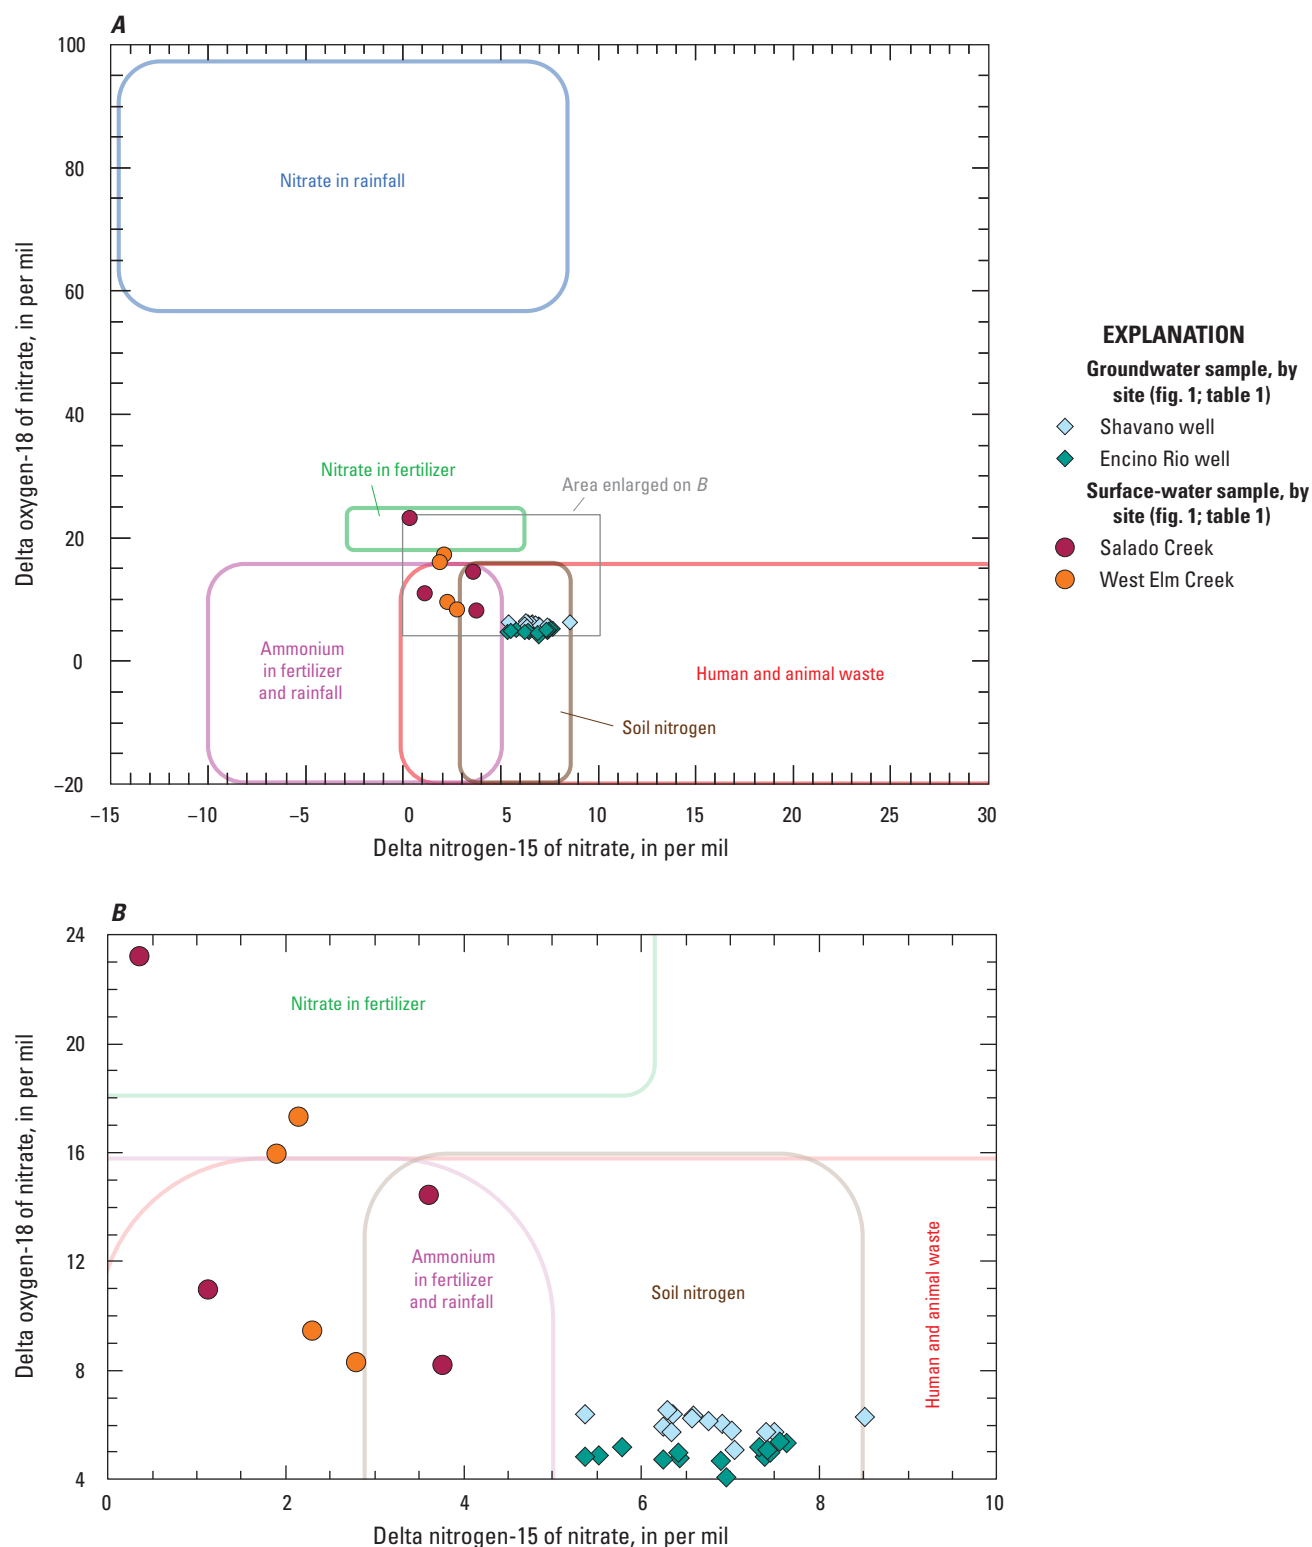 A
100
80
60
40
20
0
–20
Delta oxygen-18 of nitrate, in per mil
Nitrate in rainfall
Nitrate in fertilizer
Area enlarged on B
Ammonium
in fertilizer
and rainfall
Human and animal waste
Soil nitrogen
–15
–10
–5
0
5
10
15
20
25
30
Delta nitrogen-15 of nitrate, in per mil
EXPLANATION
Groundwater sample, by
site (fig. 1; table 1)
Shavano well
Encino Rio well
Surface-water sample, by
site (fig. 1; table 1)
Salado Creek
West Elm Creek
B
24
20
16
12
8
4
Delta oxygen-18 of nitrate, in per mil
Nitrate in fertilizer
Ammonium
in fertilizer
and rainfall
Soil nitrogen
Human and animal waste
0
2
4
6
8
10
Delta nitrogen-15 of nitrate, in per mil